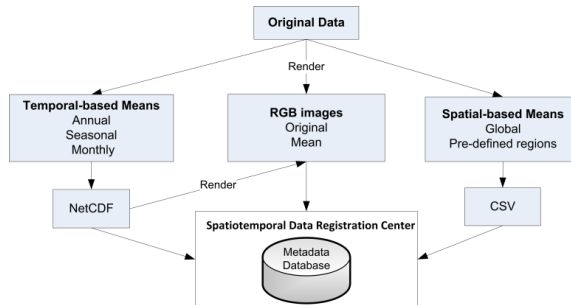 Original Data
Render
Temporal-based Means
Annual
Seasonal
Monthly
RGB images
Original
Mean
Spatial-based Means
Global
Pre-defined regions
Render
NetCDF
CSV
Spatiotemporal Data Registration Center
Metadata
Database